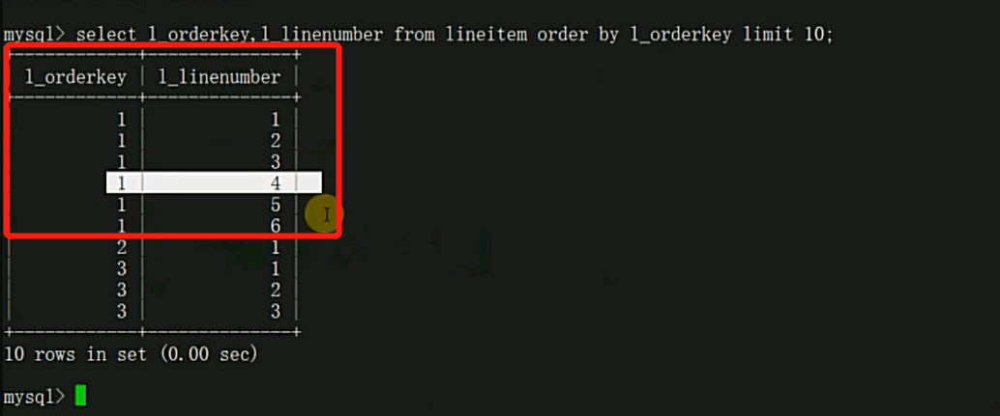 mysql> select l_orderkey,l_linenumber from lineitem order by l_orderkey limit 10;
+------------+--------------+
| l_orderkey | l_linenumber |
+------------+--------------+
| 1 | 1 |
| 1 | 2 |
| 1 | 3 |
| 1 | 4 |
| 1 | 5 |
| 1 | 6 |
| 2 | 1 |
| 3 | 1 |
| 3 | 2 |
| 3 | 3 |
+------------+--------------+
10 rows in set (0.00 sec)
mysql>